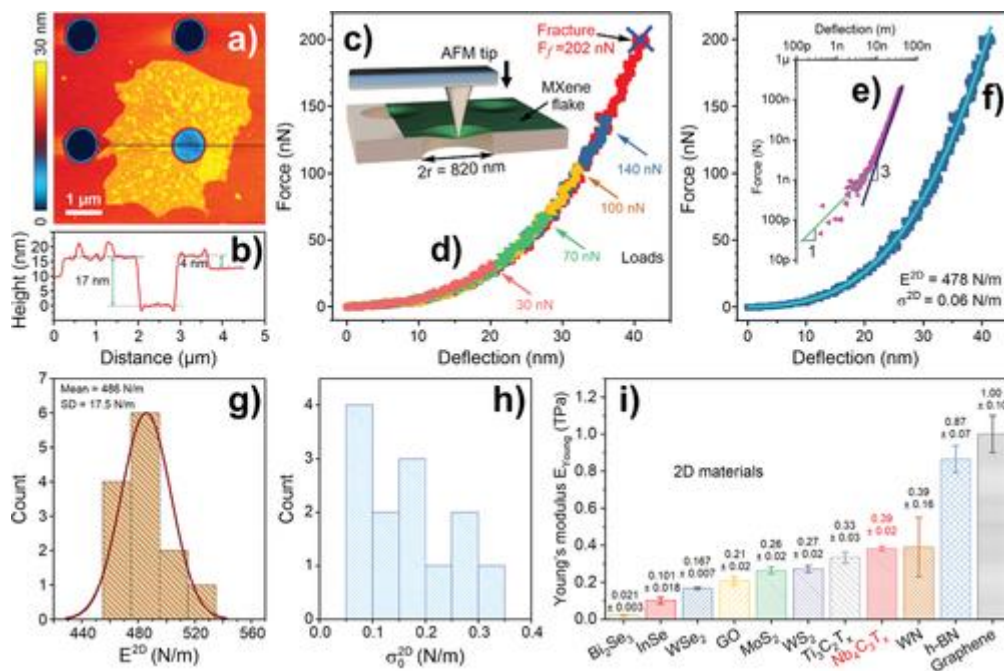 a)
30 nm
0
1 µm
b)
Height (nm)
20
15
10
5
0
17 nm
4 nm
0 1 2 3 4 5
Distance (µm)
c)
AFM tip
MXene
flake
2r = 820 nm
Fracture
F_f =202 nN
140 nN
100 nN
70 nN
30 nN
Loads
d)
Force (nN)
200
150
100
50
0
0 10 20 30 40
Deflection (nm)
Deflection (m)
100p 1n 10n 100n
e)
Force (N)
1µ
100n
10n
1n
100p
10p
3
1
f)
E²ᴰ = 478 N/m
σ²ᴰ = 0.06 N/m
Force (nN)
200
150
100
50
0
0 10 20 30 40
Deflection (nm)
g)
Mean = 486 N/m
SD = 17.5 N/m
Count
7
6
5
4
3
2
1
0
440 480 520 560
E²ᴰ (N/m)
h)
Count
4
3
2
1
0
0.0 0.1 0.2 0.3 0.4
σ₀²ᴰ (N/m)
i)
2D materials
Young's modulus E_Young (TPa)
1.2
1.0
0.8
0.6
0.4
0.2
0.0
0.021
± 0.003
0.101
± 0.018
0.167
± 0.007
0.21
± 0.02
0.26
± 0.02
0.27
± 0.02
0.33
± 0.03
0.39
± 0.02
0.39
± 0.16
0.87
± 0.07
1.00
± 0.10
Bi₂Se₃
InSe
WSe₂
GO
MoS₂
WS₂
Ti₃C₂Tₓ
Nb₄C₃Tₓ
WN
h-BN
Graphene